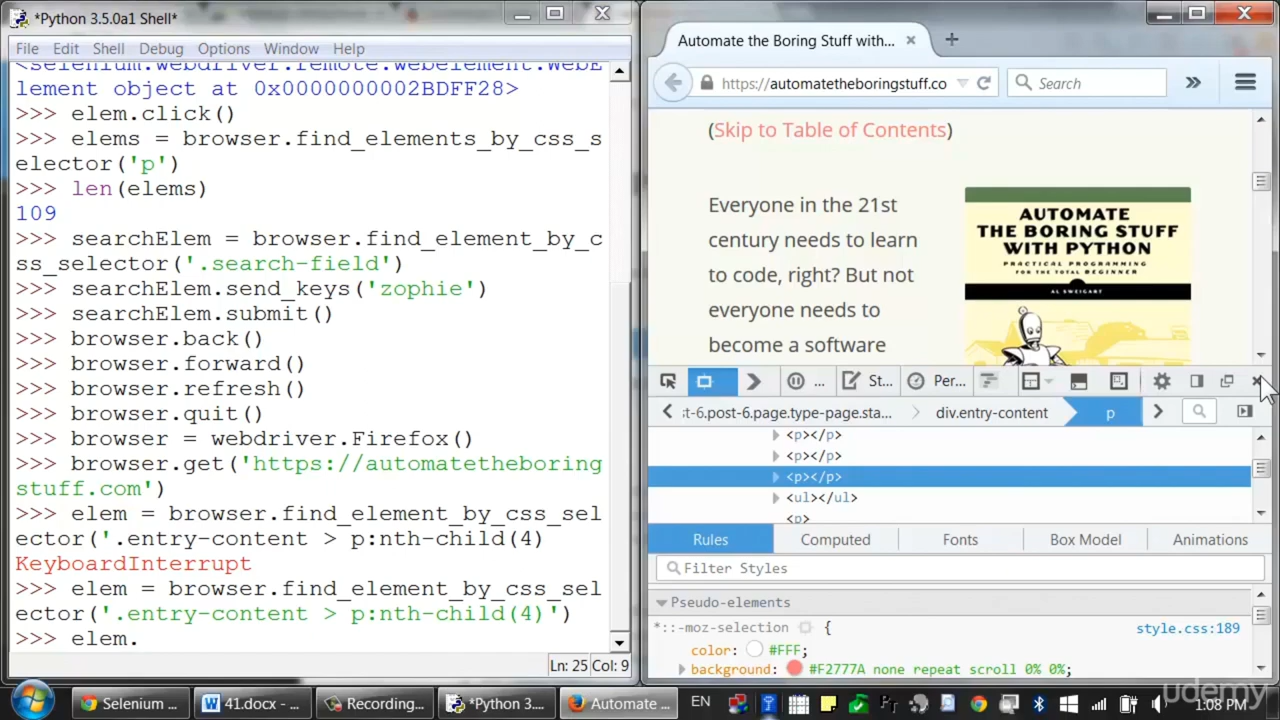 *Python 3.5.0a1 Shell*
File Edit Shell Debug Options Window Help
<selenium.webdriver.remote.webelement.WebE
lement object at 0x0000000002BDFF28>
>>> elem.click()
>>> elems = browser.find_elements_by_css_s
elector('p')
>>> len(elems)
109
>>> searchElem = browser.find_element_by_c
ss_selector('.search-field')
>>> searchElem.send_keys('zophie')
>>> searchElem.submit()
>>> browser.back()
>>> browser.forward()
>>> browser.refresh()
>>> browser.quit()
>>> browser = webdriver.Firefox()
>>> browser.get('https://automatetheboring
stuff.com')
>>> elem = browser.find_element_by_css_sel
ector('.entry-content > p:nth-child(4)
KeyboardInterrupt
>>> elem = browser.find_element_by_css_sel
ector('.entry-content > p:nth-child(4)')
>>> elem.
Ln: 25 Col: 9
Automate the Boring Stuff with...
https://automatetheboringstuff.co
Search
(Skip to Table of Contents)
Everyone in the 21st
century needs to learn
to code, right? But not
everyone needs to
become a software
AUTOMATE
THE BORING STUFF
WITH PYTHON
PRACTICAL PROGRAMMING
FOR THE TOTAL BEGINNER
AL SWEIGART
... St... Per...
:t-6.post-6.page.type-page.sta... div.entry-content p
<p></p>
<p></p>
<p></p>
<ul></ul>
<p>
Rules Computed Fonts Box Model Animations
Filter Styles
Pseudo-elements
*::-moz-selection {
style.css:189
color: #FFF;
background: #F2777A none repeat scroll 0% 0%;
Selenium ... 41.docx - ... Recording... *Python 3.... Automate ... EN 1:08 PM
udemy